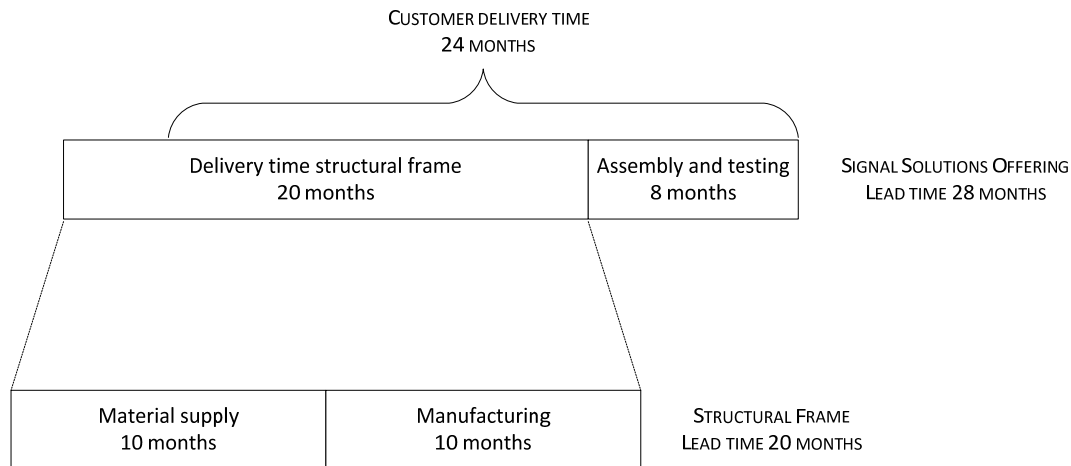 CUSTOMER DELIVERY TIME
24 MONTHS
Delivery time structural frame
20 months
Assembly and testing
8 months
SIGNAL SOLUTIONS OFFERING
LEAD TIME 28 MONTHS
Material supply
10 months
Manufacturing
10 months
STRUCTURAL FRAME
LEAD TIME 20 MONTHS